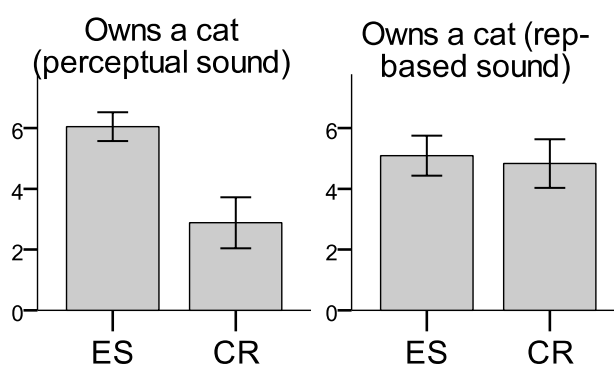 Owns a cat
(perceptual sound)
6
4
2
0
ES CR
Owns a cat (rep-
based sound)
6
4
2
0
ES CR